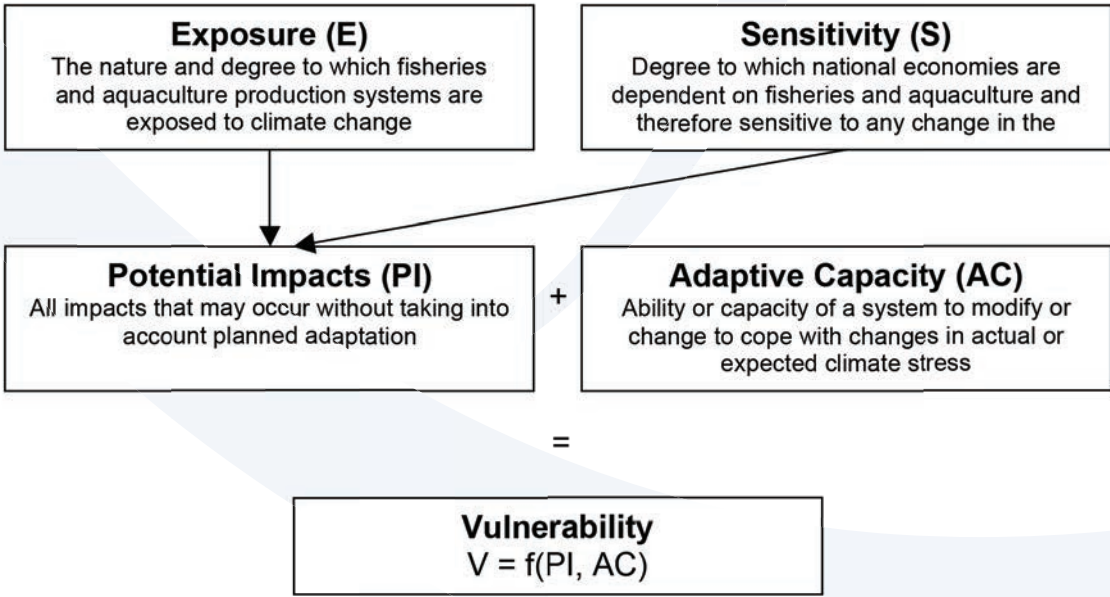 Exposure (E)
The nature and degree to which fisheries
and aquaculture production systems are
exposed to climate change
Sensitivity (S)
Degree to which national economies are
dependent on fisheries and aquaculture and
therefore sensitive to any change in the
Potential Impacts (PI)
All impacts that may occur without taking into
account planned adaptation
+
Adaptive Capacity (AC)
Ability or capacity of a system to modify or
change to cope with changes in actual or
expected climate stress
=
Vulnerability
V = f(PI, AC)